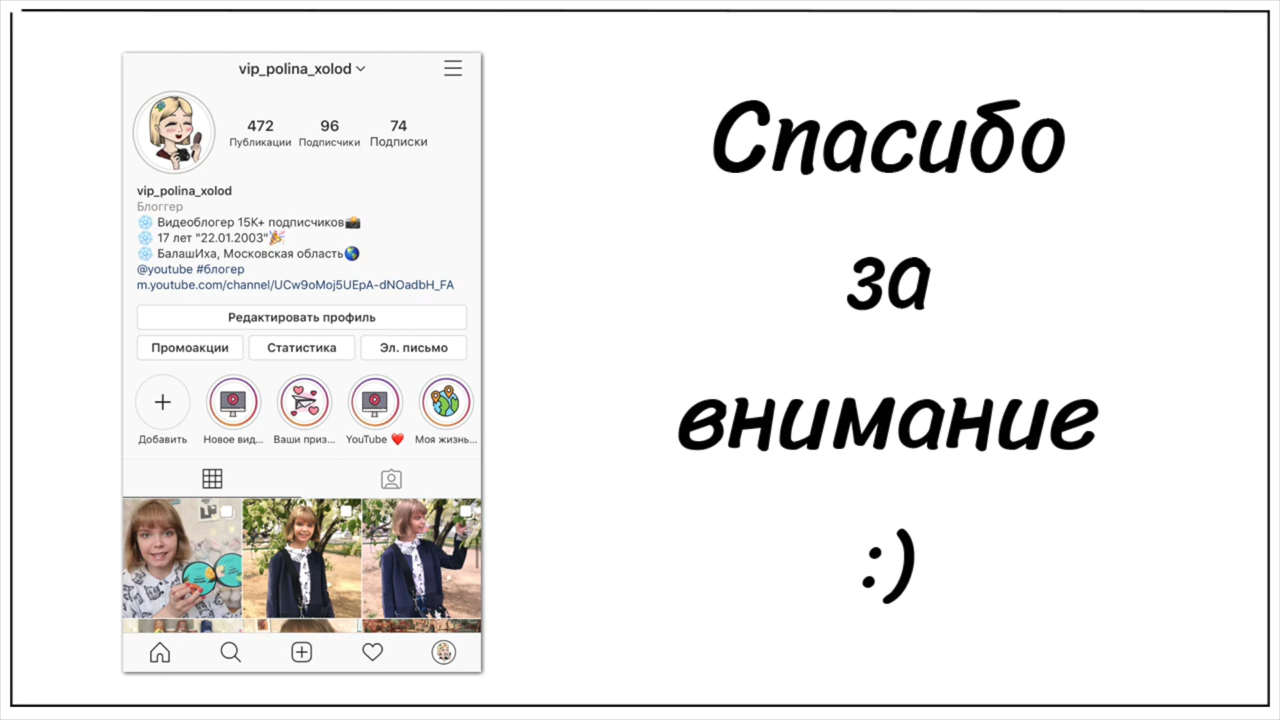 vip_polina_xolod
472 96 74
Публикации Подписчики Подписки
vip_polina_xolod
Блоггер
Видеоблогер 15K+ подписчиков
17 лет "22.01.2003"
БалашИха, Московская область
@youtube #блогер
m.youtube.com/channel/UCw9oMoj5UEpA-dNOadbH_FA
Редактировать профиль
Промоакции Статистика Эл. письмо
Добавить Новое вид... Ваши приз... YouTube ❤️ Моя жизнь...
Спасибо
за
внимание
:)